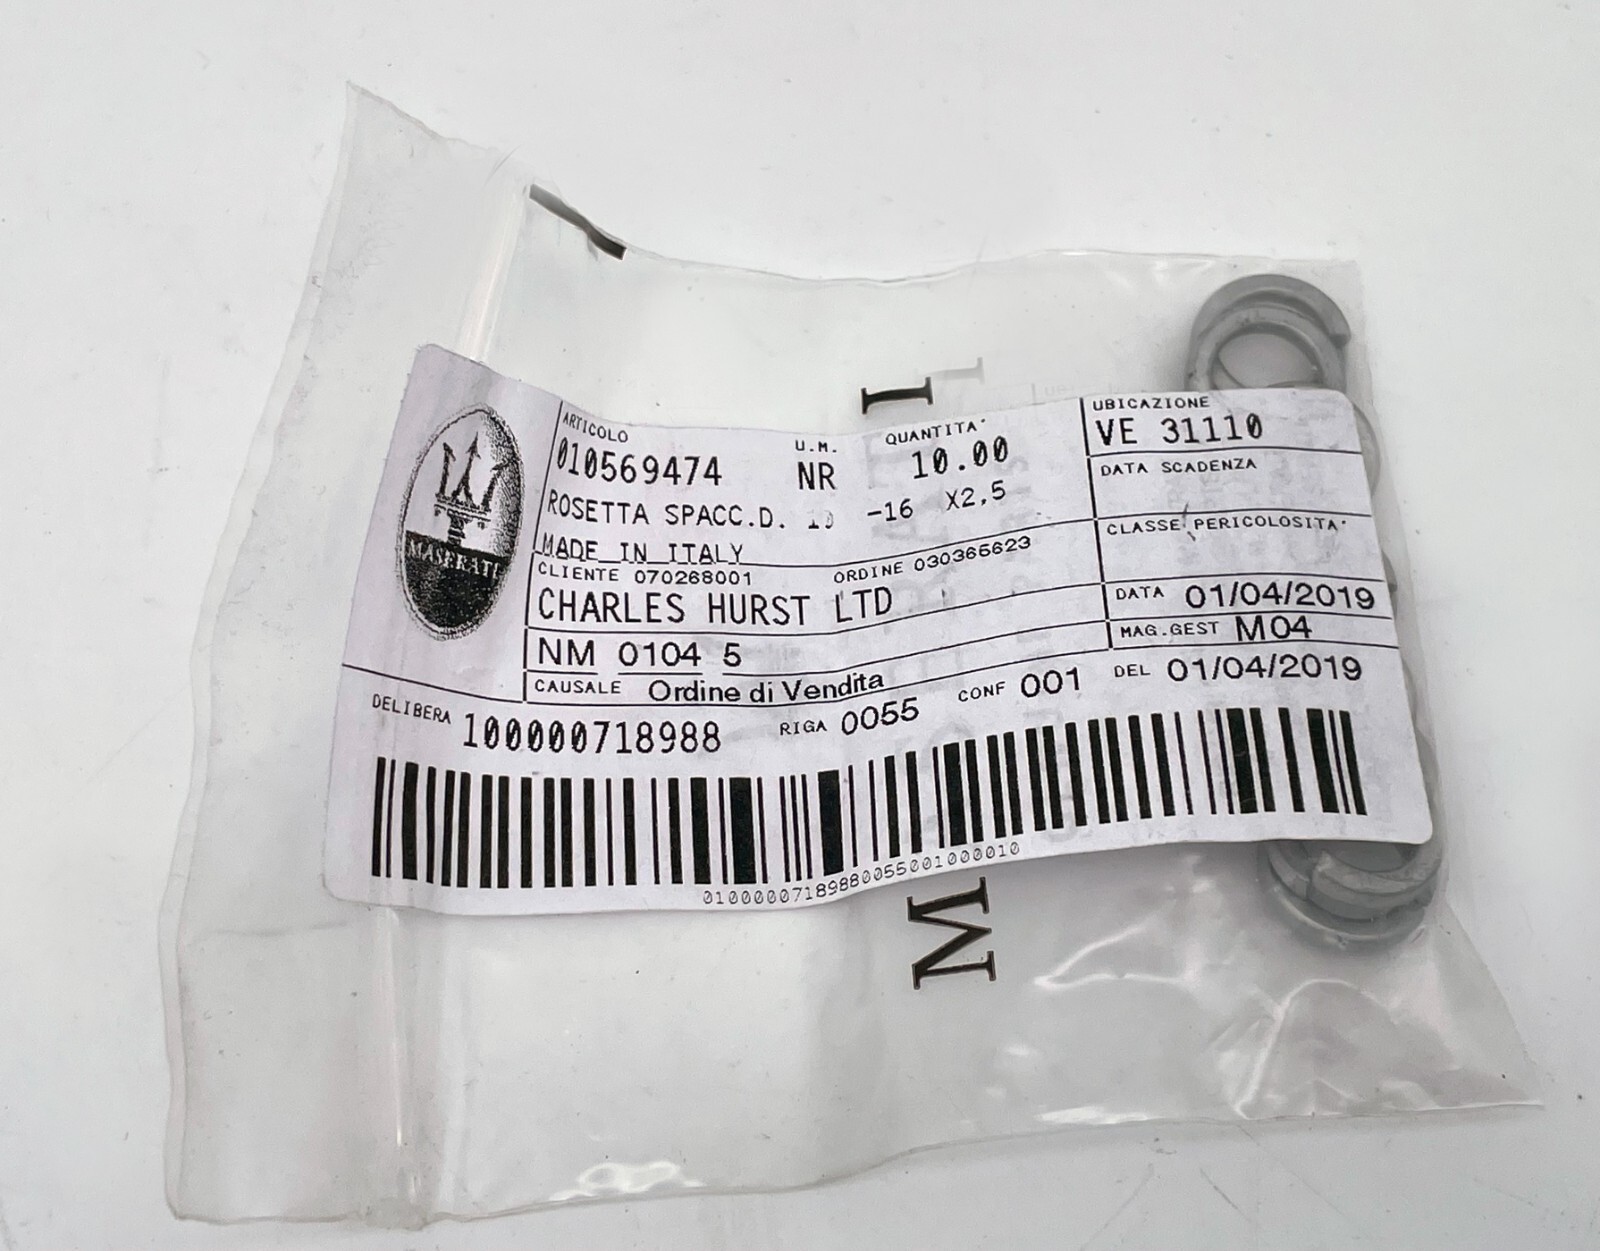 MASERATI
ARTICOLO U.M. QUANTITA' UBICAZIONE
010569474 NR 10.00 VE 31110
ROSETTA SPACC.D. -16 X2,5 DATA SCADENZA
MADE IN ITALY CLASSE PERICOLOSITA'
CLIENTE 070268001 ORDINE 030365623
CHARLES HURST LTD DATA 01/04/2019
NM 0104 5 MAG.GEST M04
CAUSALE Ordine di Vendita
DELIBERA 100000718988 RIGA 0055 CONF 001 DEL 01/04/2019
0100000718988005500100010
M
I